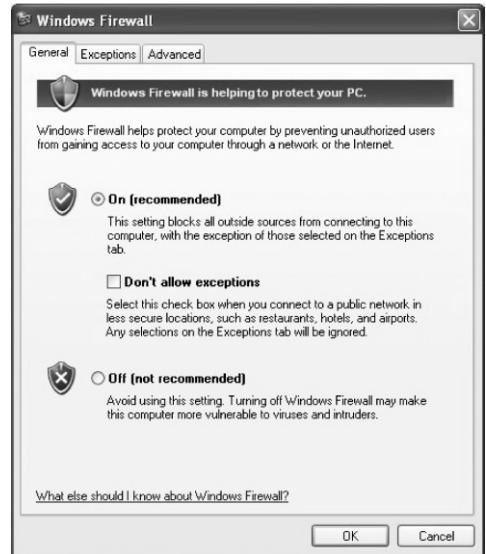 Windows Firewall
General Exceptions Advanced
Windows Firewall is helping to protect your PC.
Windows Firewall helps protect your computer by preventing unauthorized users
from gaining access to your computer through a network or the Internet.
On (recommended)
This setting blocks all outside sources from connecting to this
computer, with the exception of those selected on the Exceptions
tab.
Don't allow exceptions
Select this check box when you connect to a public network in
less secure locations, such as restaurants, hotels, and airports.
Any selections on the Exceptions tab will be ignored.
Off (not recommended)
Avoid using this setting. Turning off Windows Firewall may make
this computer more vulnerable to viruses and intruders.
What else should I know about Windows Firewall?
OK Cancel